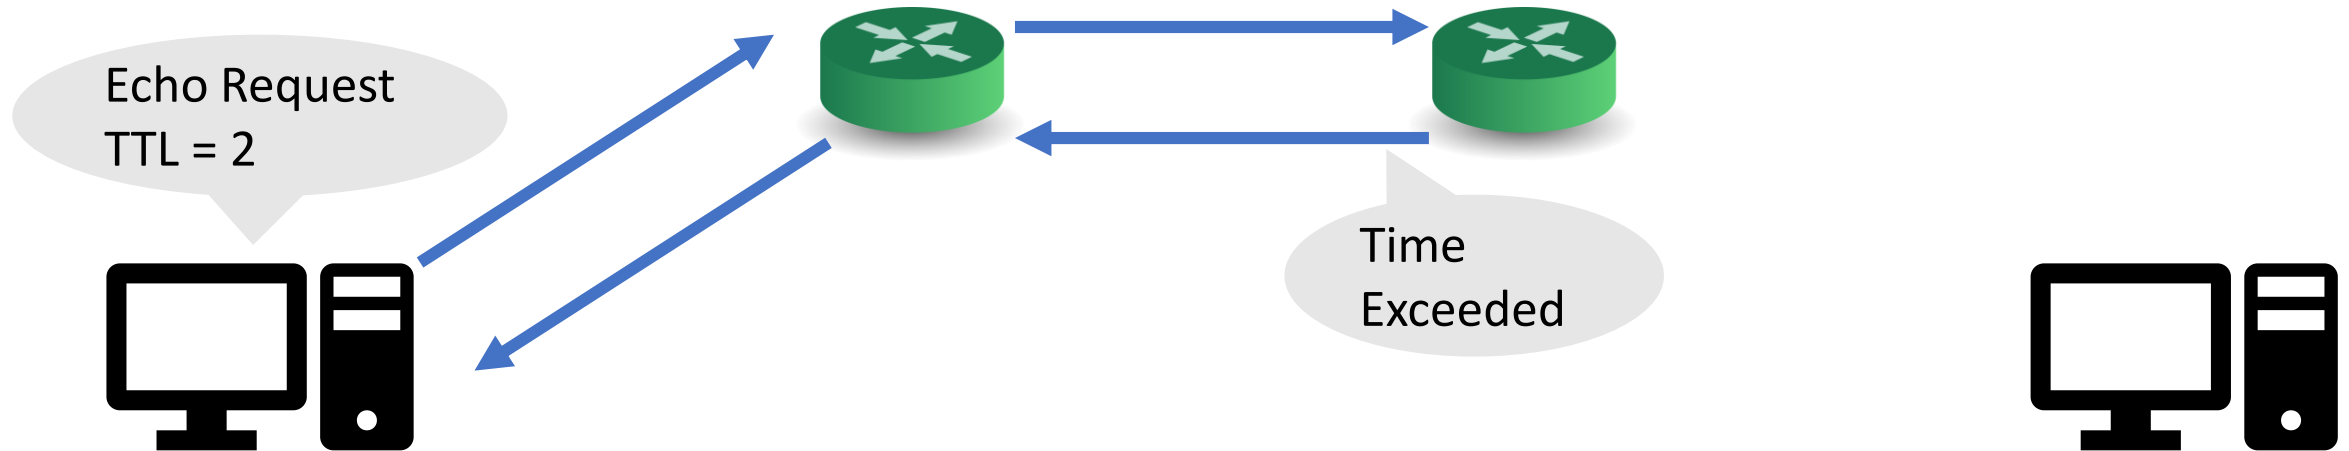 Echo Request
TTL = 2
Time
Exceeded